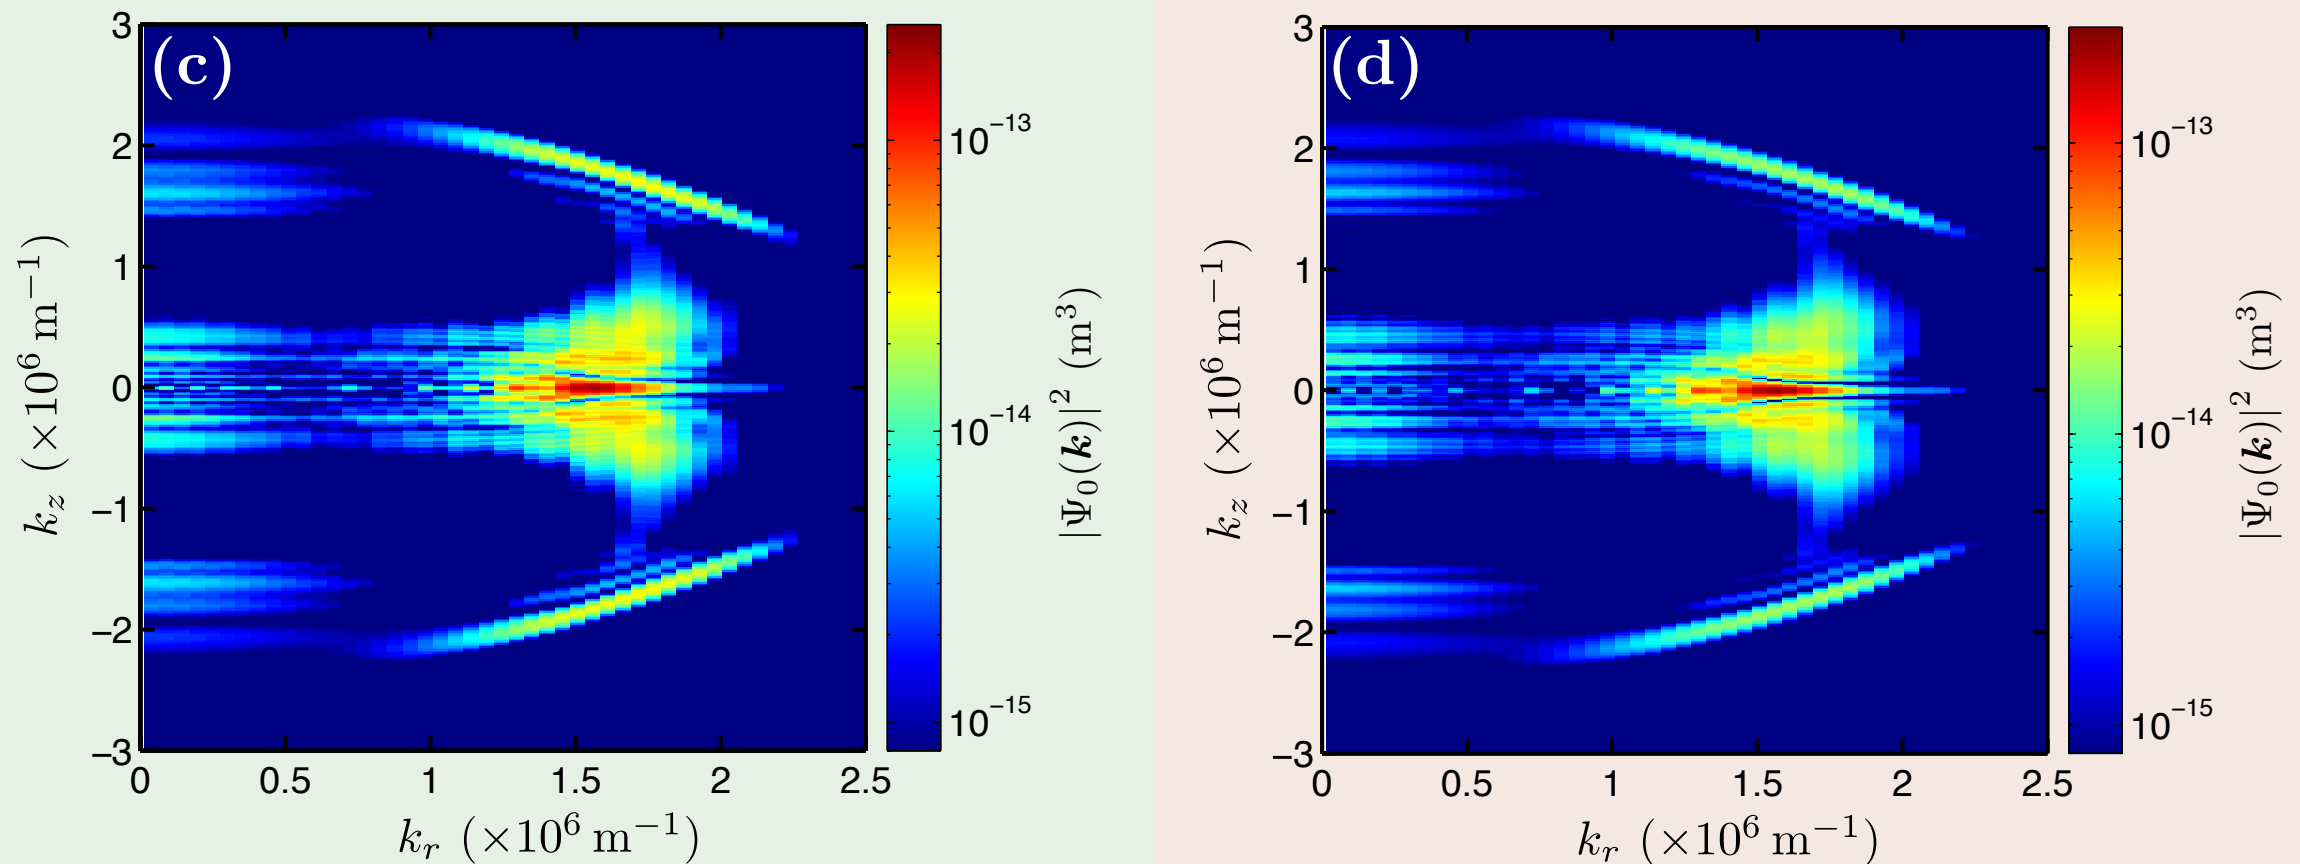 (c)
3
2
1
0
−1
−2
−3
k_z (×10^6 m^{−1})
0 0.5 1 1.5 2 2.5
k_r (×10^6 m^{−1})
10^{−13}
10^{−14}
10^{−15}
|Ψ_0(k)|^2 (m^3)
(d)
3
2
1
0
−1
−2
−3
k_z (×10^6 m^{−1})
0 0.5 1 1.5 2 2.5
k_r (×10^6 m^{−1})
10^{−13}
10^{−14}
10^{−15}
|Ψ_0(k)|^2 (m^3)